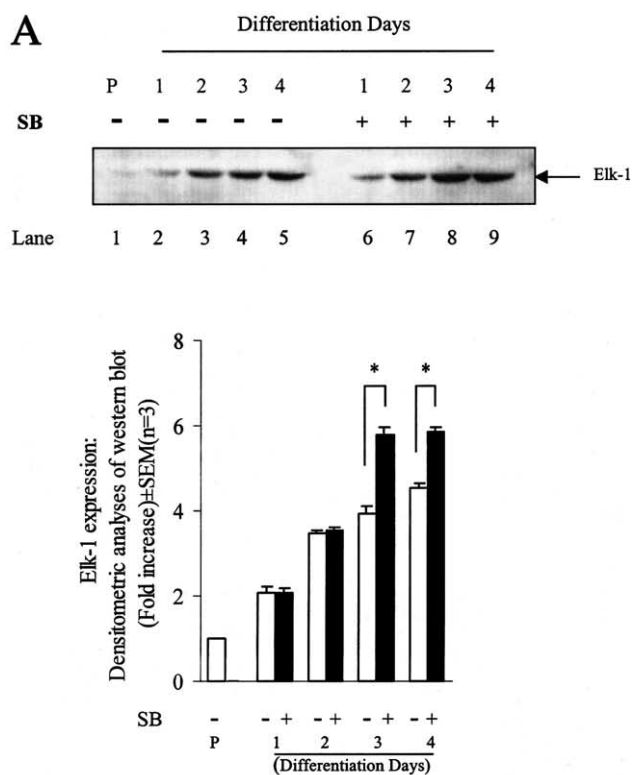 A
Differentiation Days
P 1 2 3 4 1 2 3 4
SB - - - - - + + + +
Elk-1
Lane 1 2 3 4 5 6 7 8 9
Elk-1 expression:
Densitometric analyses of western blot
(Fold increase)±SEM(n=3)
8
6
4
2
0
* *
SB - - + - + - + - +
P 1 2 3 4
(Differentiation Days)